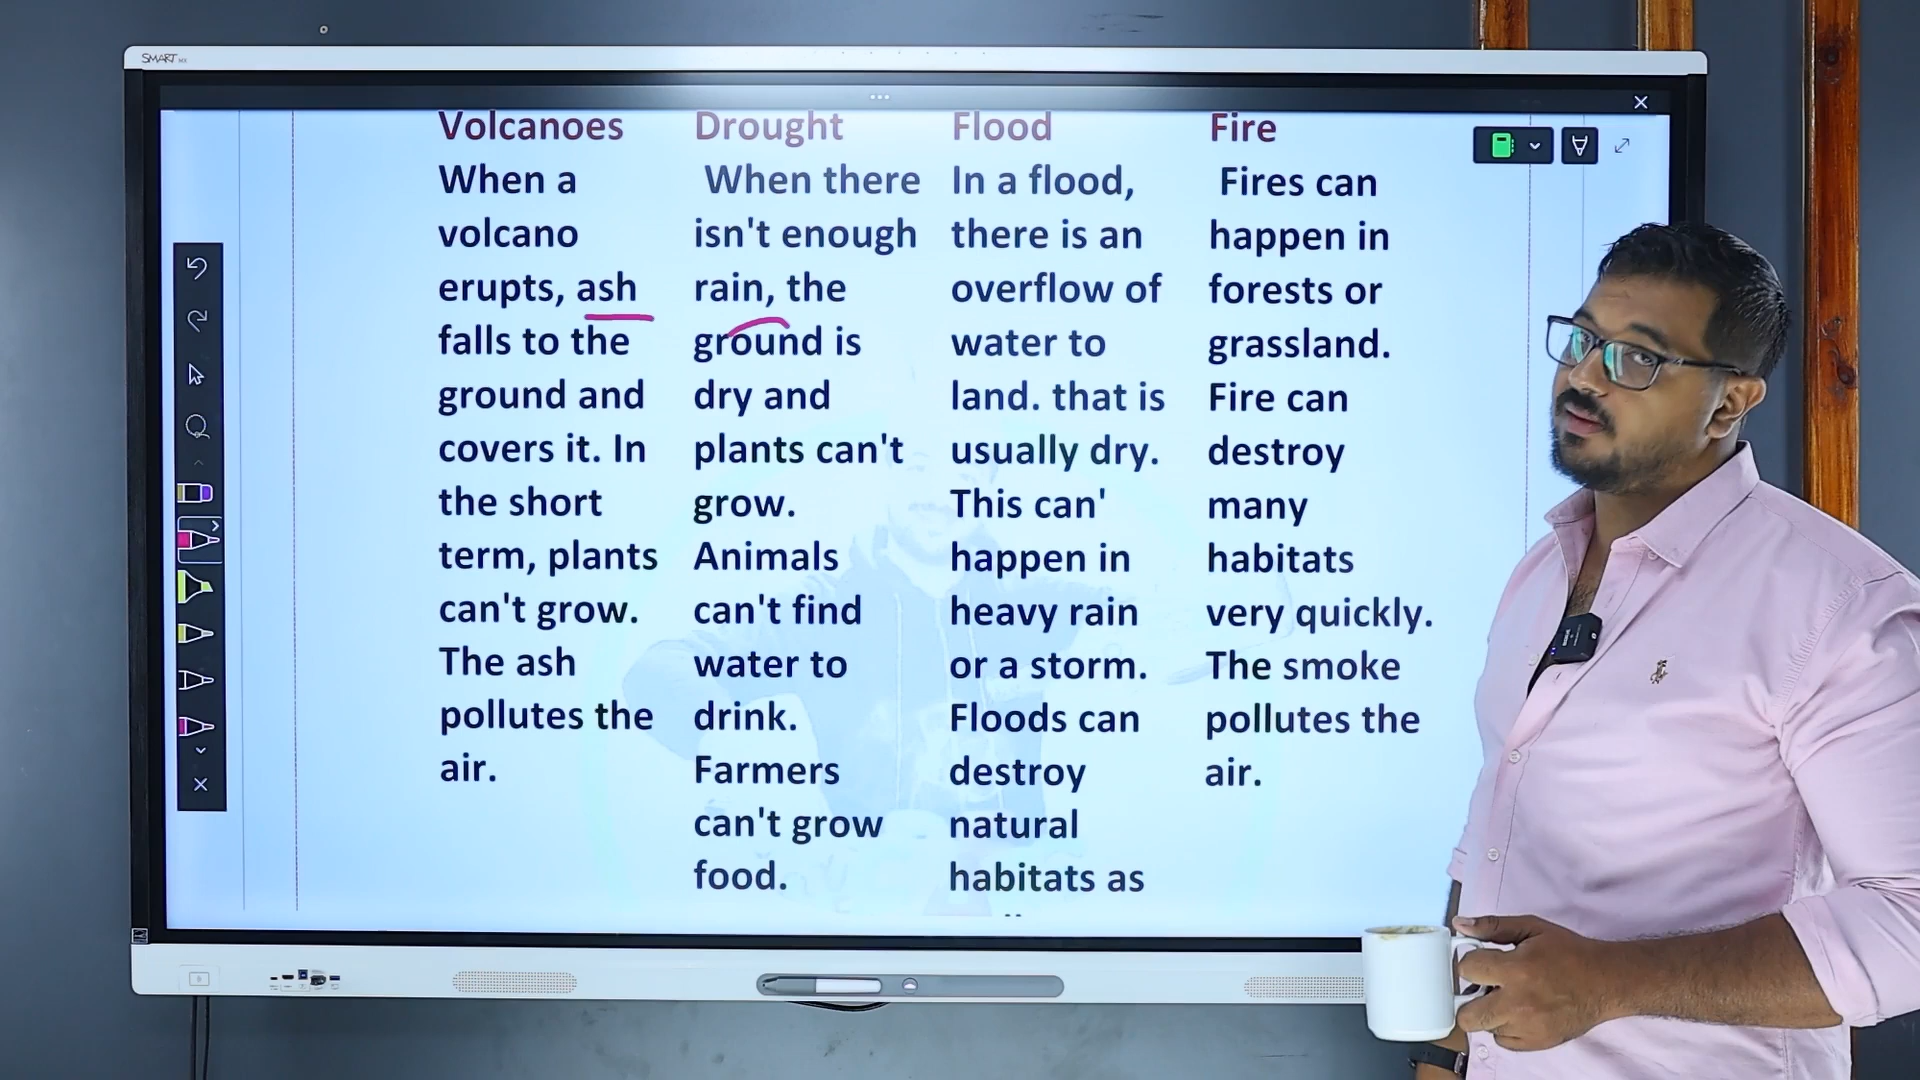 SMART
Volcanoes
When a
volcano
erupts, ash
falls to the
ground and
covers it. In
the short
term, plants
can't grow.
The ash
pollutes the
air.
Drought
When there
isn't enough
rain, the
ground is
dry and
plants can't
grow.
Animals
can't find
water to
drink.
Farmers
can't grow
food.
Flood
In a flood,
there is an
overflow of
water to
land. that is
usually dry.
This can'
happen in
heavy rain
or a storm.
Floods can
destroy
natural
habitats as
Fire
Fires can
happen in
forests or
grassland.
Fire can
destroy
many
habitats
very quickly.
The smoke
pollutes the
air.